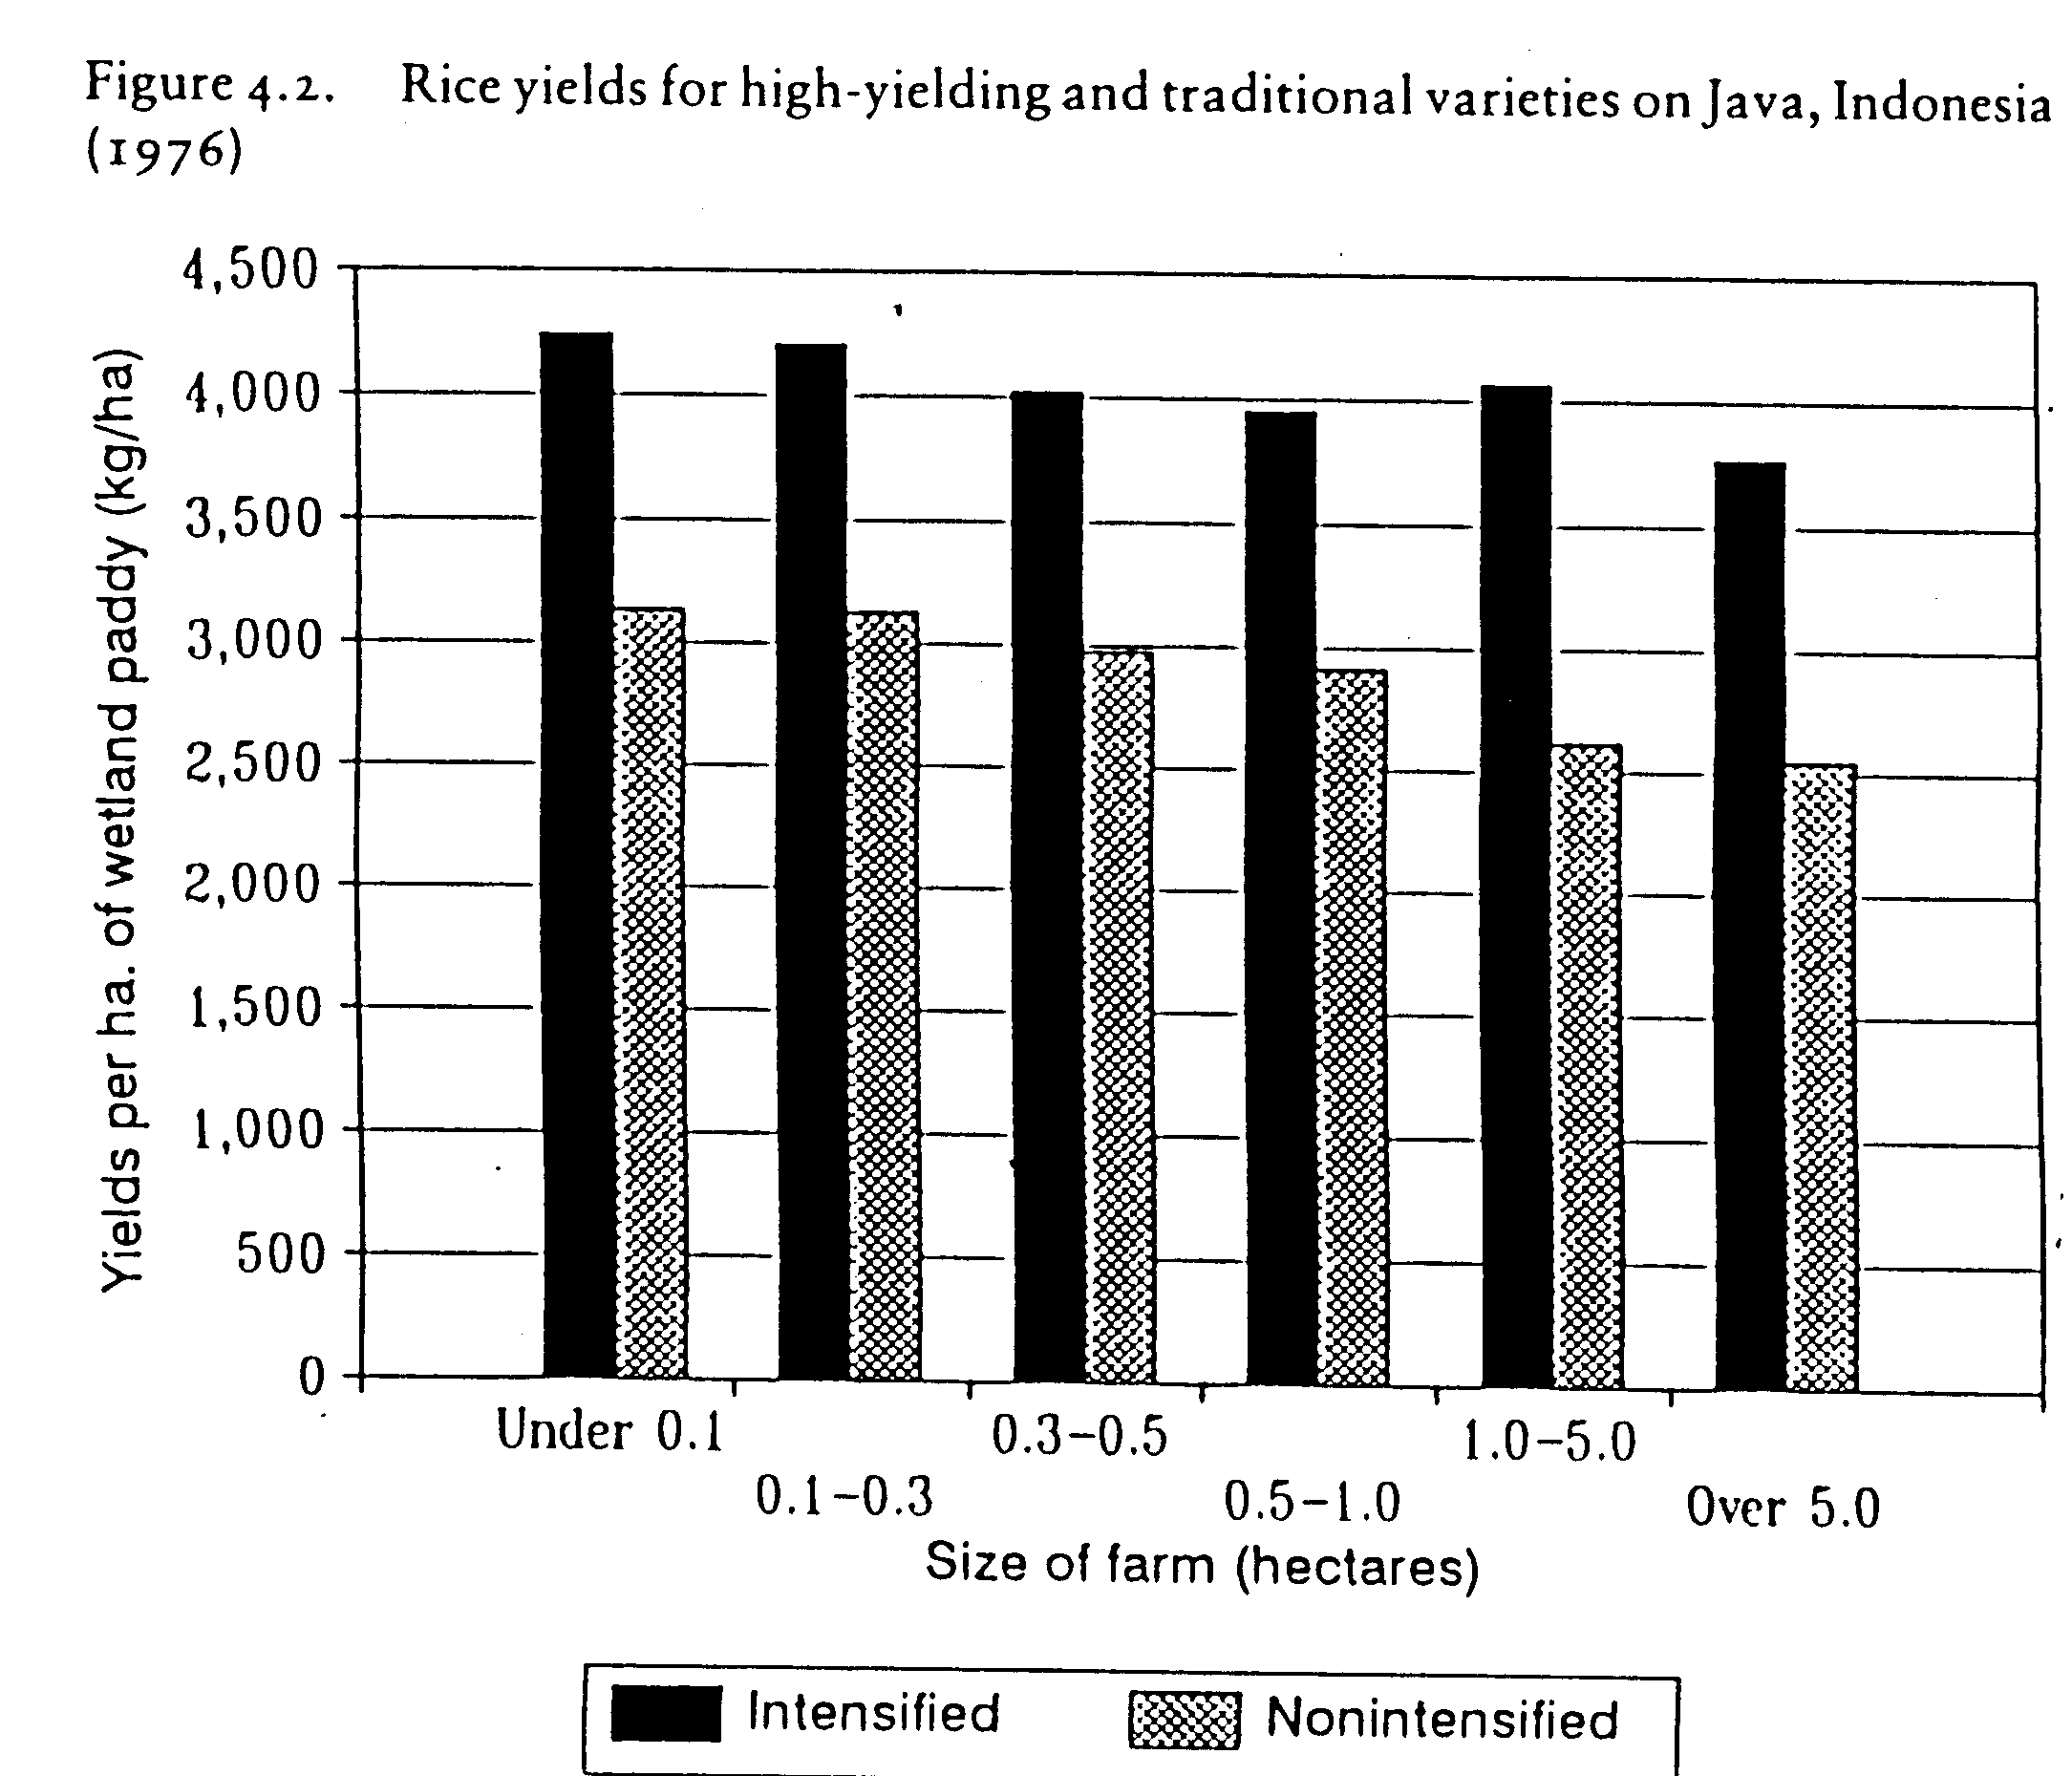 Figure 4.2. Rice yields for high-yielding and traditional varieties on Java, Indonesia
(1976)
Yields per ha. of wetland paddy (kg/ha)
4,500
4,000
3,500
3,000
2,500
2,000
1,500
1,000
500
0
Under 0.1
0.1-0.3
0.3-0.5
0.5-1.0
1.0-5.0
Over 5.0
Size of farm (hectares)
Intensified
Nonintensified